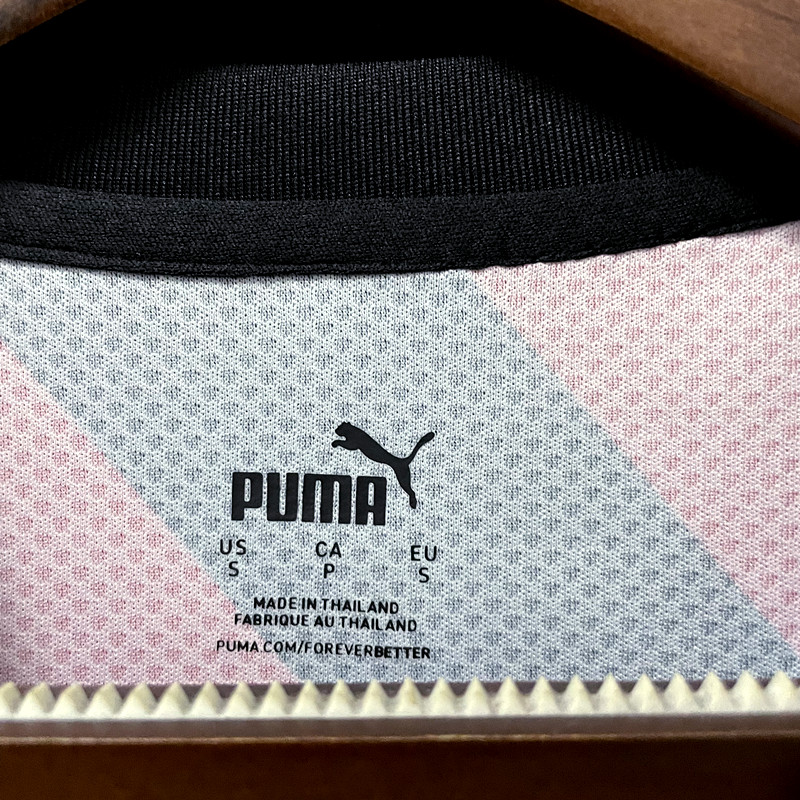 PUMA
US CA EU
S P S
MADE IN THAILAND
FABRIQUE AU THAILAND
PUMA.COM/FOREVERBETTER